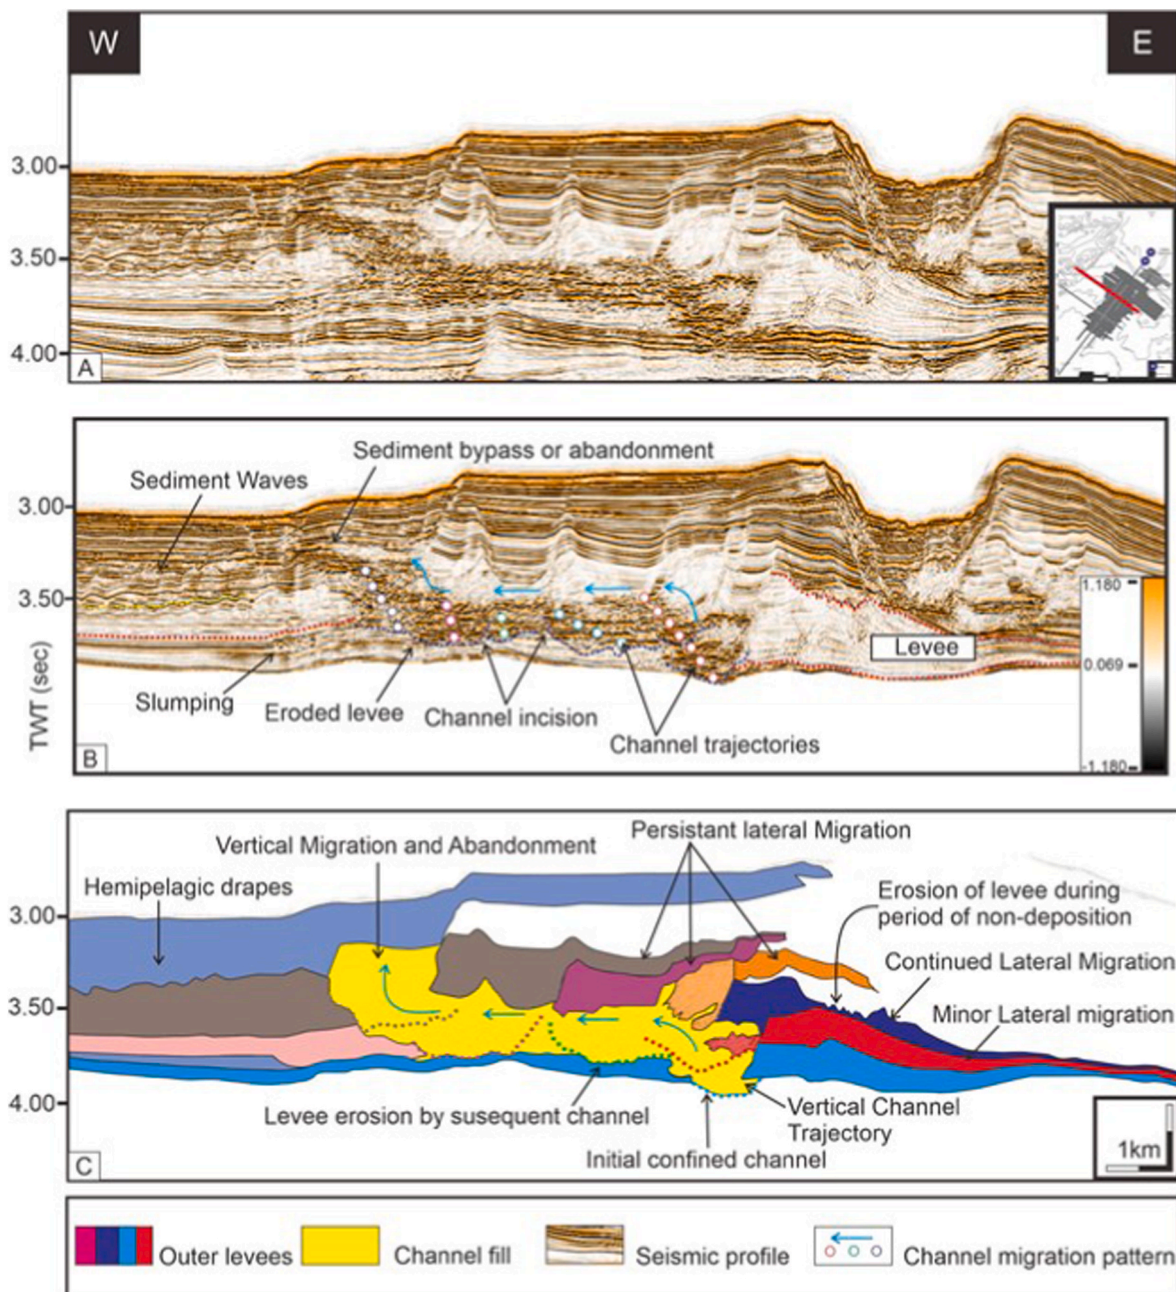 W
E
3.00
3.50
4.00
A
Sediment bypass or abandonment
Sediment Waves
3.00
3.50
TWT (sec)
1.180
0.069
-1.180
Levee
Slumping
Eroded levee
Channel incision
Channel trajectories
B
Persistant lateral Migration
Vertical Migration and Abandonment
Hemipelagic drapes
Erosion of levee during
period of non-deposition
3.00
Continued Lateral Migration
3.50
Minor Lateral migration
4.00
Levee erosion by susequent channel
Vertical Channel
Trajectory
Initial confined channel
1km
C
Outer levees
Channel fill
Seismic profile
Channel migration pattern